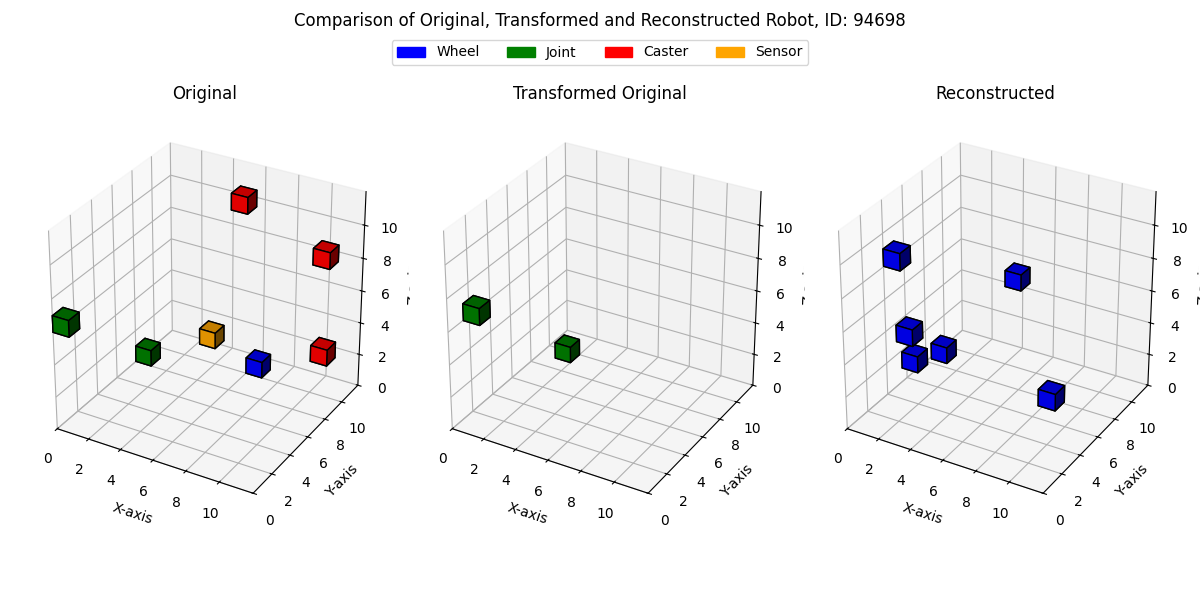 Comparison of Original, Transformed and Reconstructed Robot, ID: 94698
Wheel Joint Caster Sensor
Original Transformed Original Reconstructed
10 10 10
8 8 8
6 6 6
4 4 4
2 2 2
0 0 0
10 10 10
8 8 8
6 6 6
4 4 4
2 2 2
0 0 0
0 2 4 6 8 10 0 2 4 6 8 10 0 2 4 6 8 10
X-axis Y-axis X-axis Y-axis X-axis Y-axis